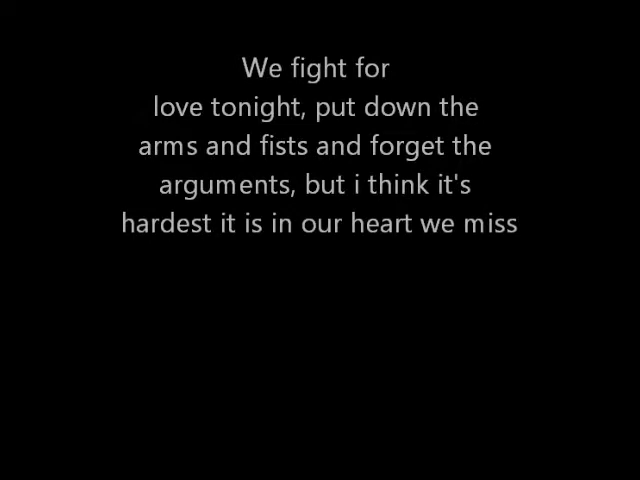 We fight for
love tonight, put down the
arms and fists and forget the
arguments, but i think it's
hardest it is in our heart we miss